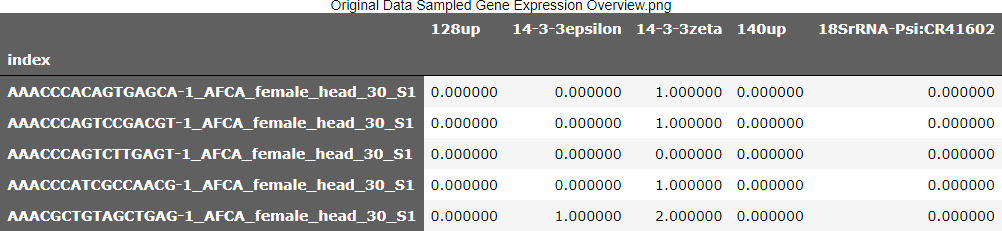 Original Data Sampled Gene Expression Overview.png
128up 14-3-3epsilon 14-3-3zeta 140up 18SrRNA-Psi:CR41602
index
AAACCCACAGTGAGCA-1_AFCA_female_head_30_S1 0.000000 0.000000 1.000000 0.000000 0.000000
AAACCCAGTCCGACGT-1_AFCA_female_head_30_S1 0.000000 0.000000 1.000000 0.000000 0.000000
AAACCCAGTCTTGAGT-1_AFCA_female_head_30_S1 0.000000 0.000000 0.000000 0.000000 0.000000
AAACCCATCGCCAACG-1_AFCA_female_head_30_S1 0.000000 0.000000 1.000000 0.000000 0.000000
AAACGCTGTAGCTGAG-1_AFCA_female_head_30_S1 0.000000 1.000000 2.000000 0.000000 0.000000